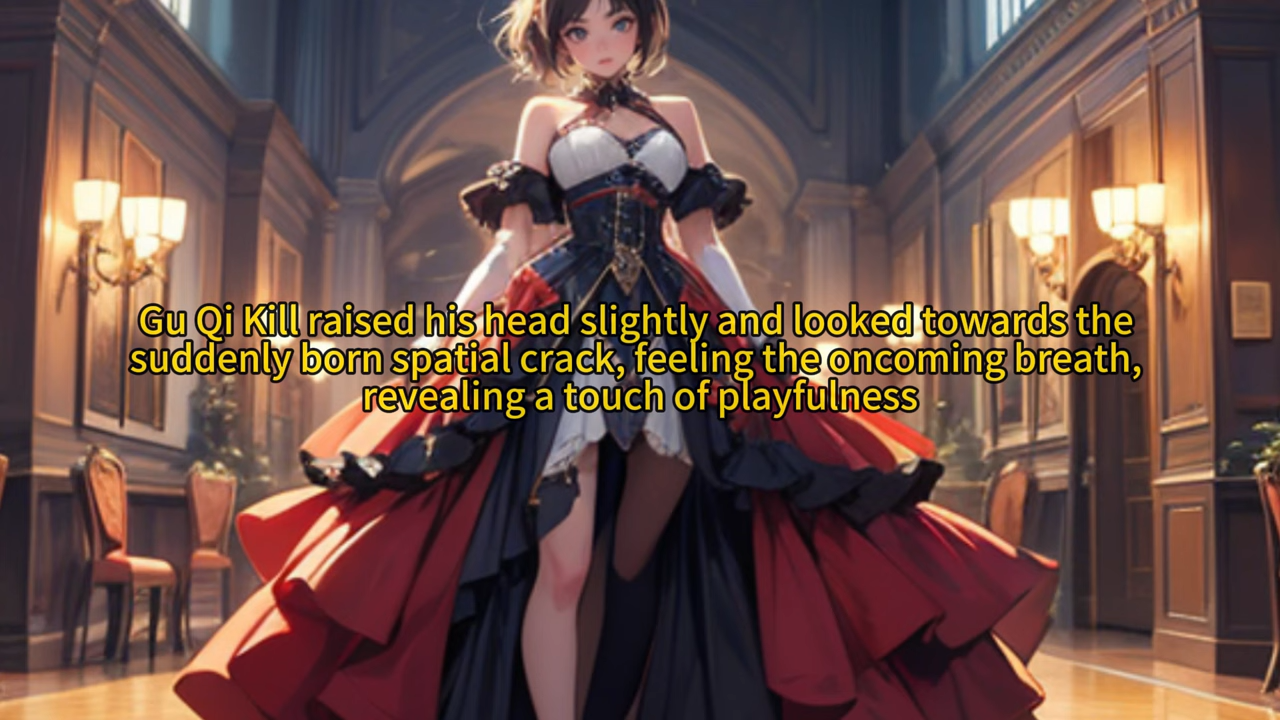 Gu Qi Kill raised his head slightly and looked towards the
suddenly born spatial crack, feeling the oncoming breath,
revealing a touch of playfulness